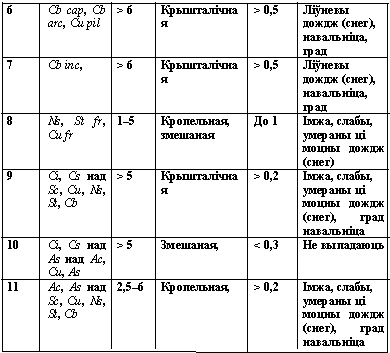 6 Cb cap, Cb arc, Cu pil > 6 Крышталічная > 0,5 Ліўневы дождж (снег), навальніца, град
7 Cb inc, > 6 Крышталічная > 0,5 Ліўневы дождж (снег), навальніца, град
8 Ns, St fr, Cu fr 1–5 Кропельная, змешаная До 1 Імжа, слабы, умераны ці моцны дождж (снег)
9 Ci, Cs над Sc, Cu, Ns, St, Cb > 5 Крышталічная > 0,2 Імжа, слабы, умераны ці моцны дождж (снег), град навальніца
10 Ci, Cs над As над Ac, Cu, As > 5 Змешаная, < 0,3 Не выпадаюць
11 Ac, As над Sc, Cu, Ns, St, Cb 2,5–6 Кропельная, > 0,2 Імжа, слабы, умераны ці моцны дождж (снег), град навальніца